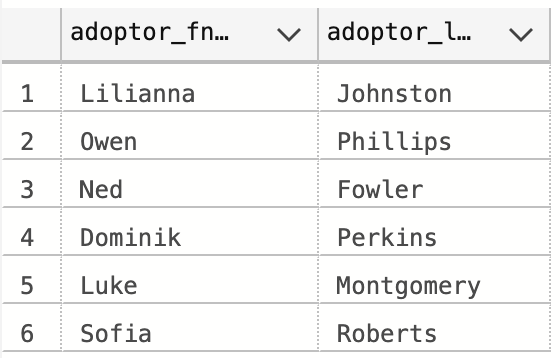 adoptor_fn… adoptor_l…
1 Lilianna Johnston
2 Owen Phillips
3 Ned Fowler
4 Dominik Perkins
5 Luke Montgomery
6 Sofia Roberts